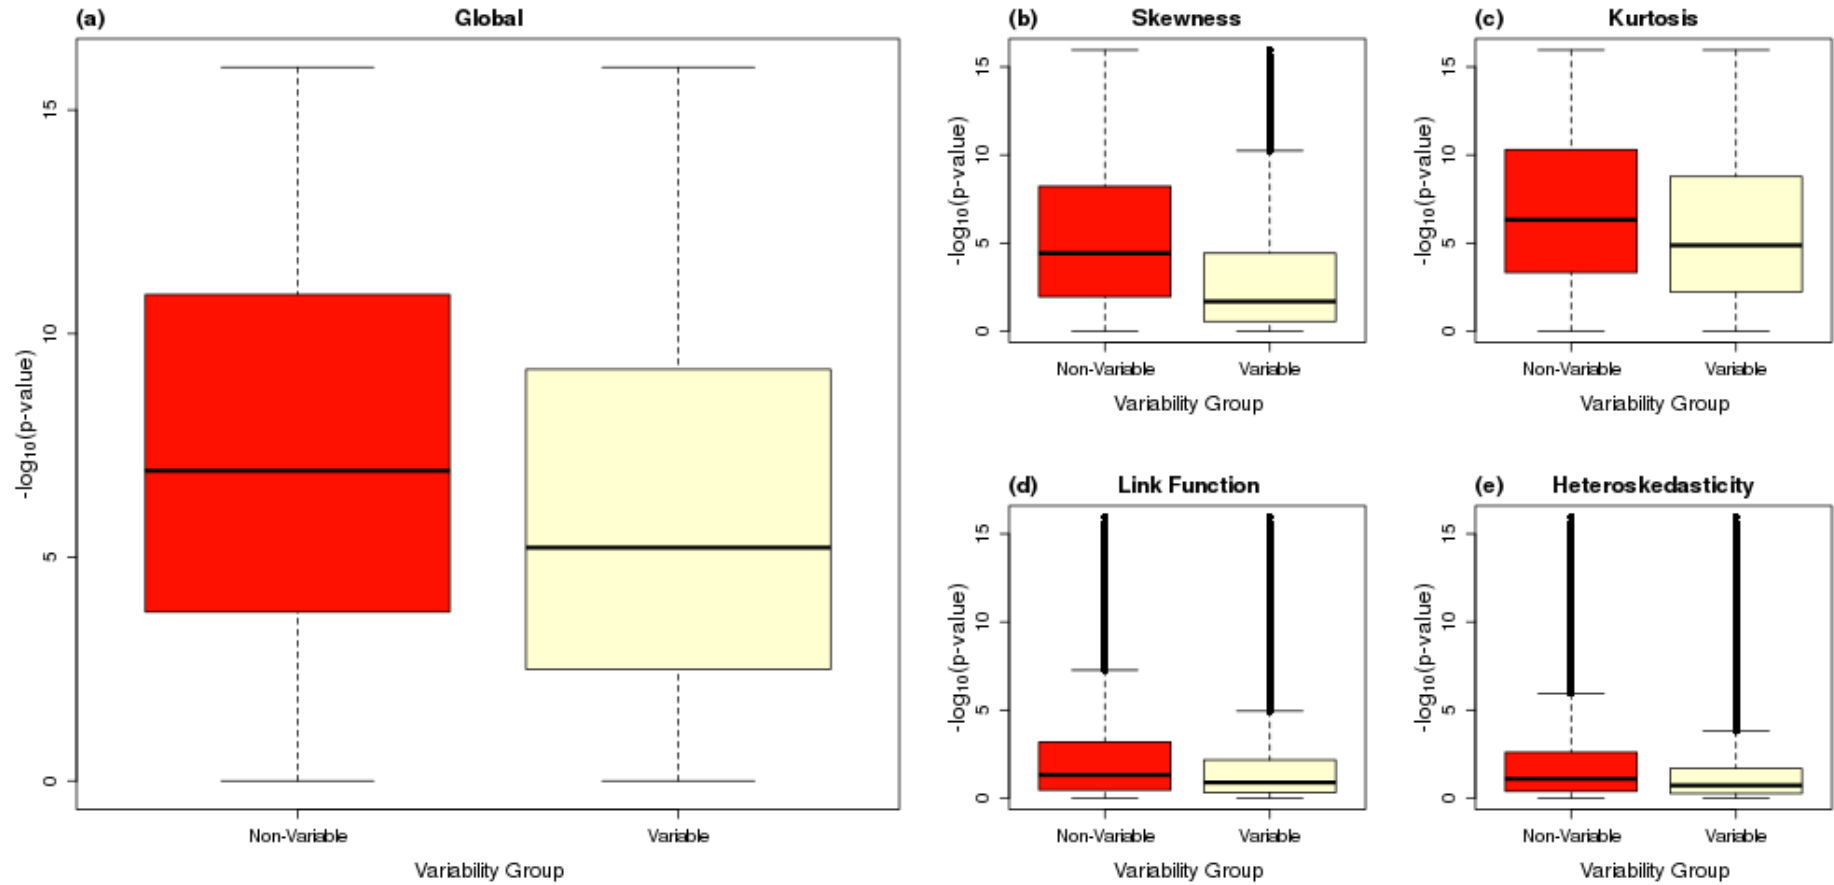 (a) Global
15
10
5
0
-log10(p-value)
Non-Variable Variable
Variability Group
(b) Skewness
15
10
5
0
-log10(p-value)
Non-Variable Variable
Variability Group
(c) Kurtosis
15
10
5
0
-log10(p-value)
Non-Variable Variable
Variability Group
(d) Link Function
15
10
5
0
-log10(p-value)
Non-Variable Variable
Variability Group
(e) Heteroskedasticity
15
10
5
0
-log10(p-value)
Non-Variable Variable
Variability Group